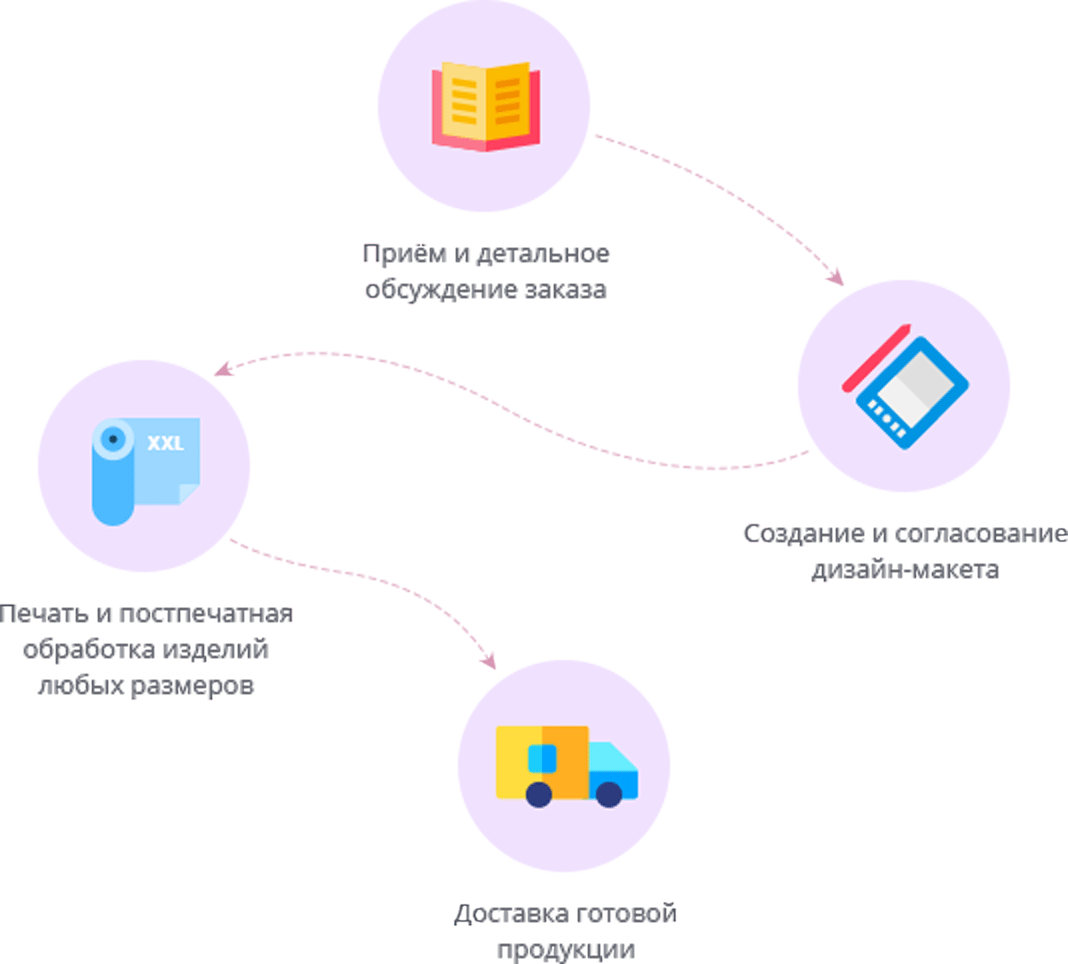 Приём и детальное
обсуждение заказа
XXL
Создание и согласование
дизайн-макета
Печать и постпечатная
обработка изделий
любых размеров
Доставка готовой
продукции